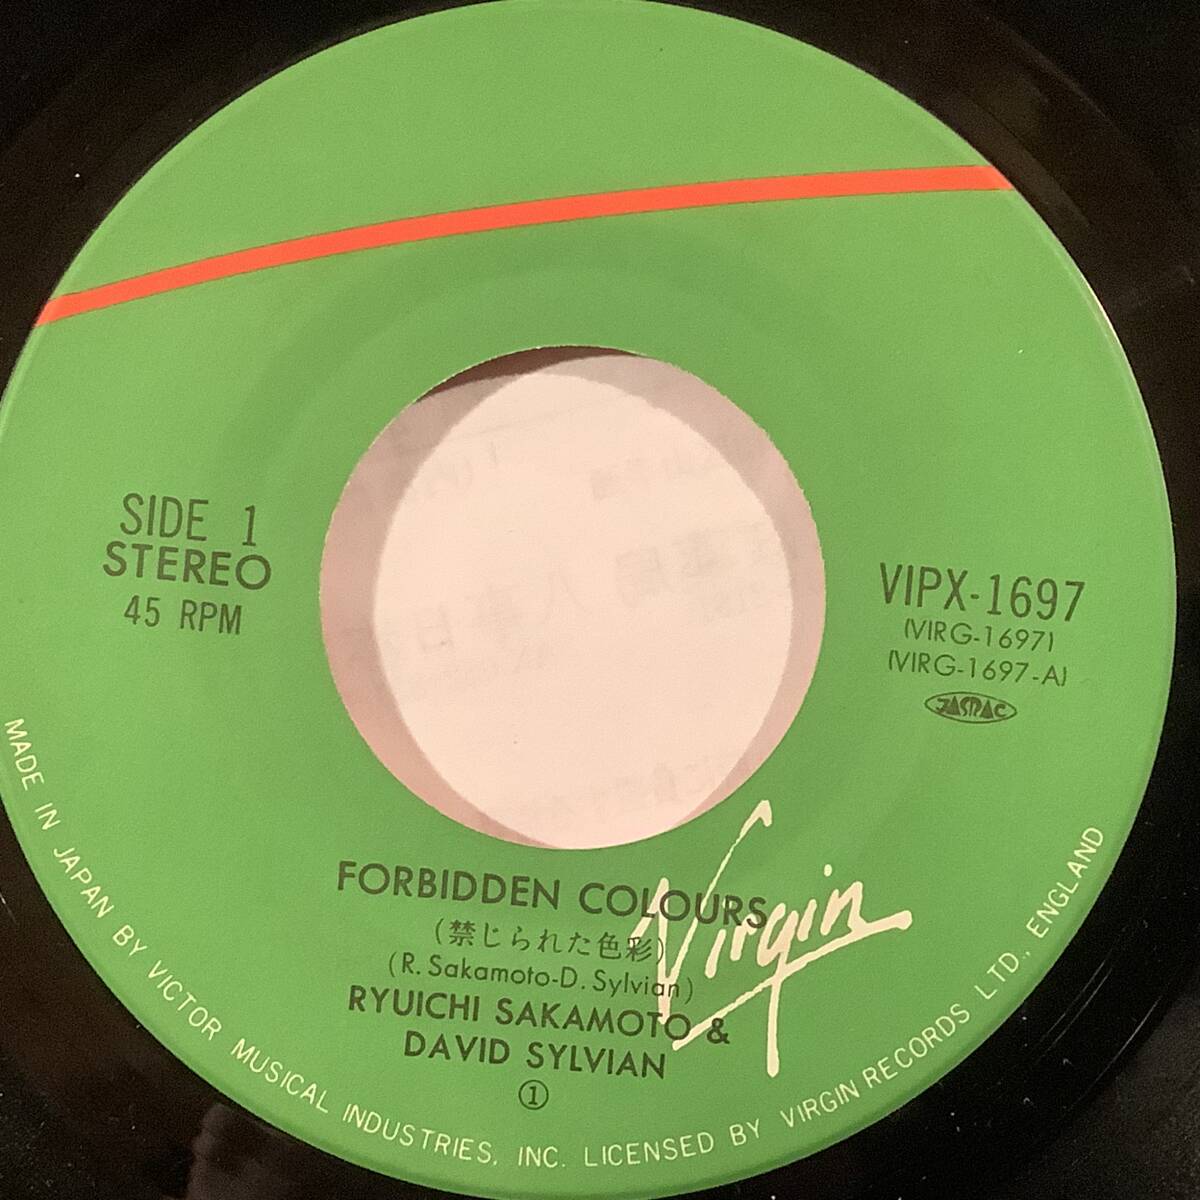 SIDE 1
STEREO
45 RPM
VIPX-1697
(VIRG-1697)
(VIRG-1697-A)
JASRAC
Virgin
FORBIDDEN COLOURS
(禁じられた色彩)
(R. Sakamoto-D. Sylvian)
RYUICHI SAKAMOTO &
DAVID SYLVIAN
①
MADE IN JAPAN BY VICTOR MUSICAL INDUSTRIES, INC. LICENSED BY VIRGIN RECORDS LTD., ENGLAND